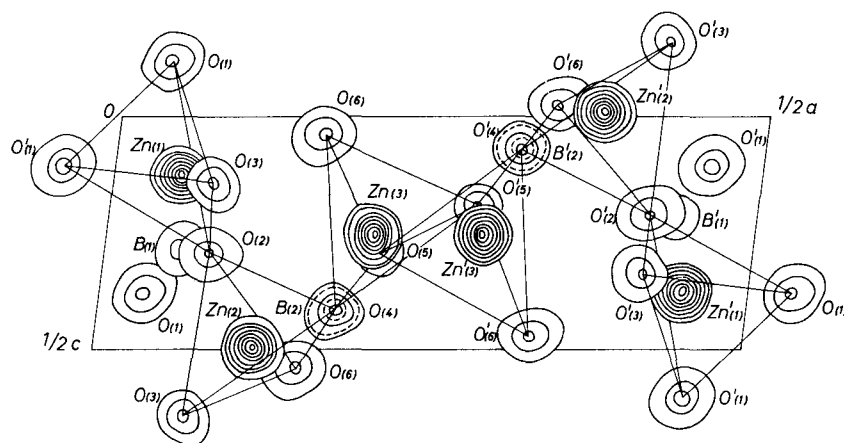 O'(3)
O(1)
O'(6)
1/2 a
O
O(6)
Zn'(2)
O'(1)
Zn(1)
O'(4)
O'(1)
B'(2)
O(3)
Zn(3)
O'(5)
O(2)
O'(2)
B'(1)
B(1)
O(5)
Zn'(3)
O(1)
B(2)
O(4)
O'(3)
Zn'(1)
O(1)
Zn(2)
1/2 c
O'(6)
O(6)
O(3)
O'(1)